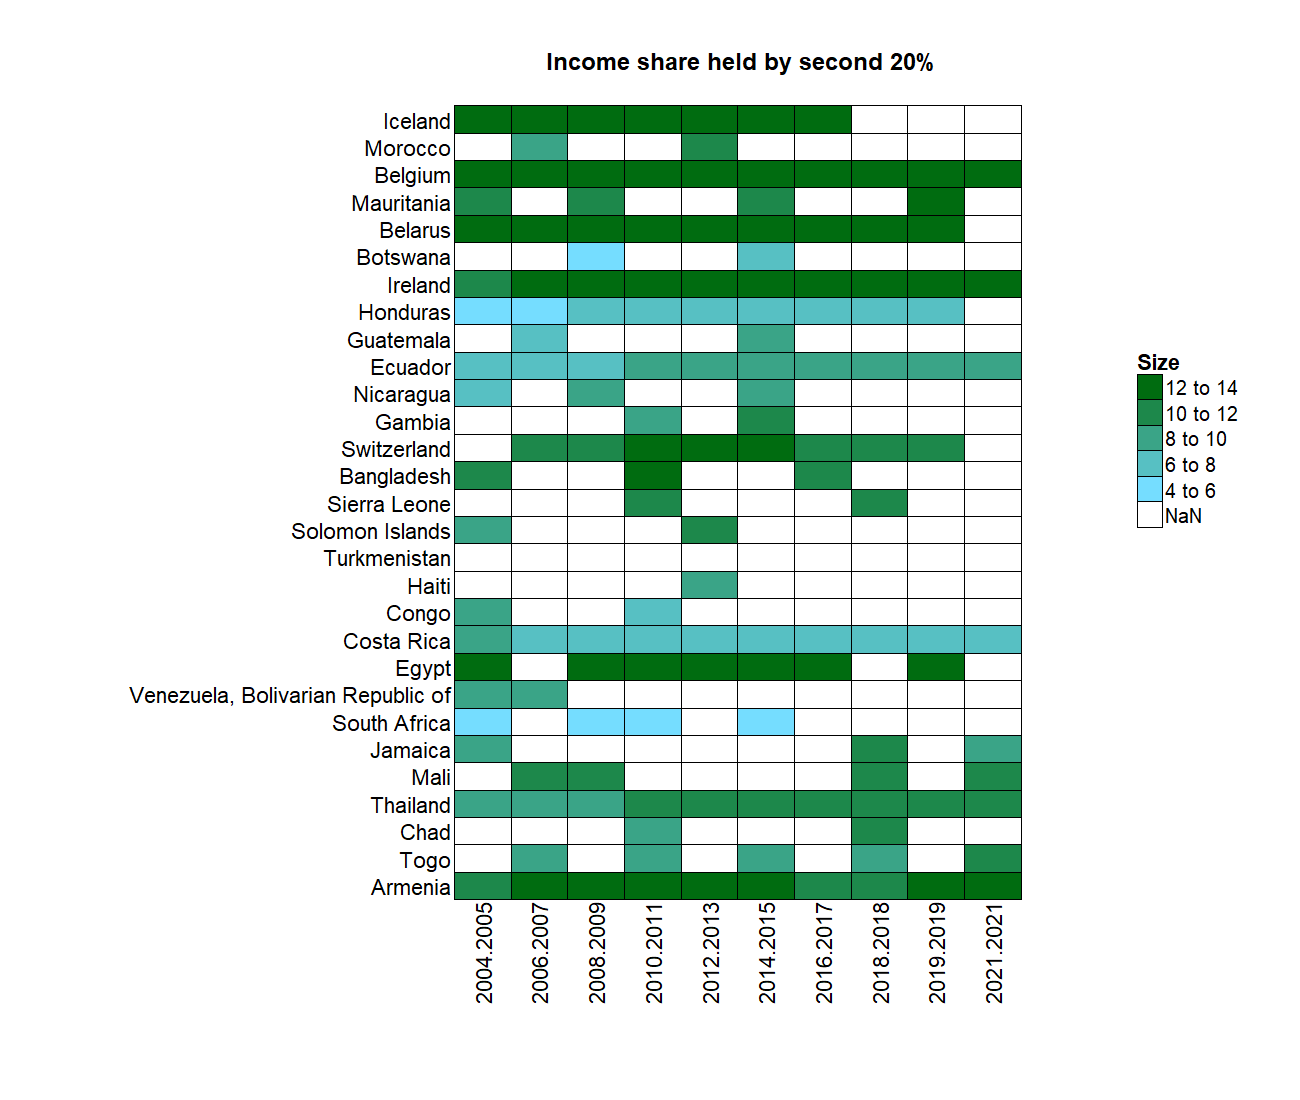 Income share held by second 20%
Iceland
Morocco
Belgium
Mauritania
Belarus
Botswana
Ireland
Honduras
Guatemala
Ecuador
Nicaragua
Gambia
Switzerland
Bangladesh
Sierra Leone
Solomon Islands
Turkmenistan
Haiti
Congo
Costa Rica
Egypt
Venezuela, Bolivarian Republic of
South Africa
Jamaica
Mali
Thailand
Chad
Togo
Armenia
2004.2005
2006.2007
2008.2009
2010.2011
2012.2013
2014.2015
2016.2017
2018.2018
2019.2019
2021.2021
Size
12 to 14
10 to 12
8 to 10
6 to 8
4 to 6
NaN